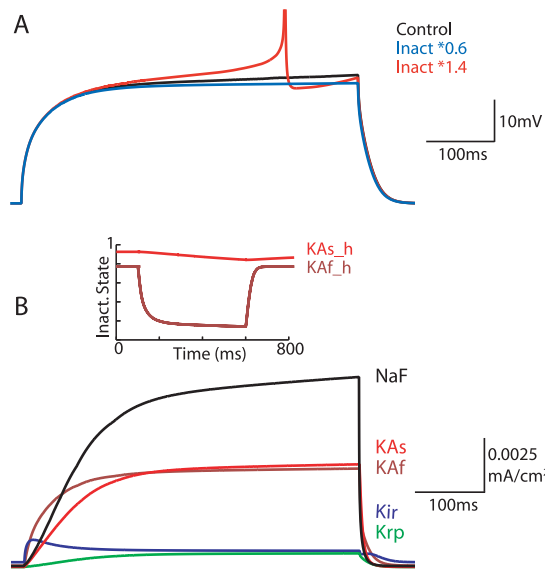 A
Control
Inact *0.6
Inact *1.4
10mV
100ms
1
KAs_h
KAf_h
Inact. State
0
800
Time (ms)
B
NaF
KAs
KAf
0.0025
mA/cm²
100ms
Kir
Krp